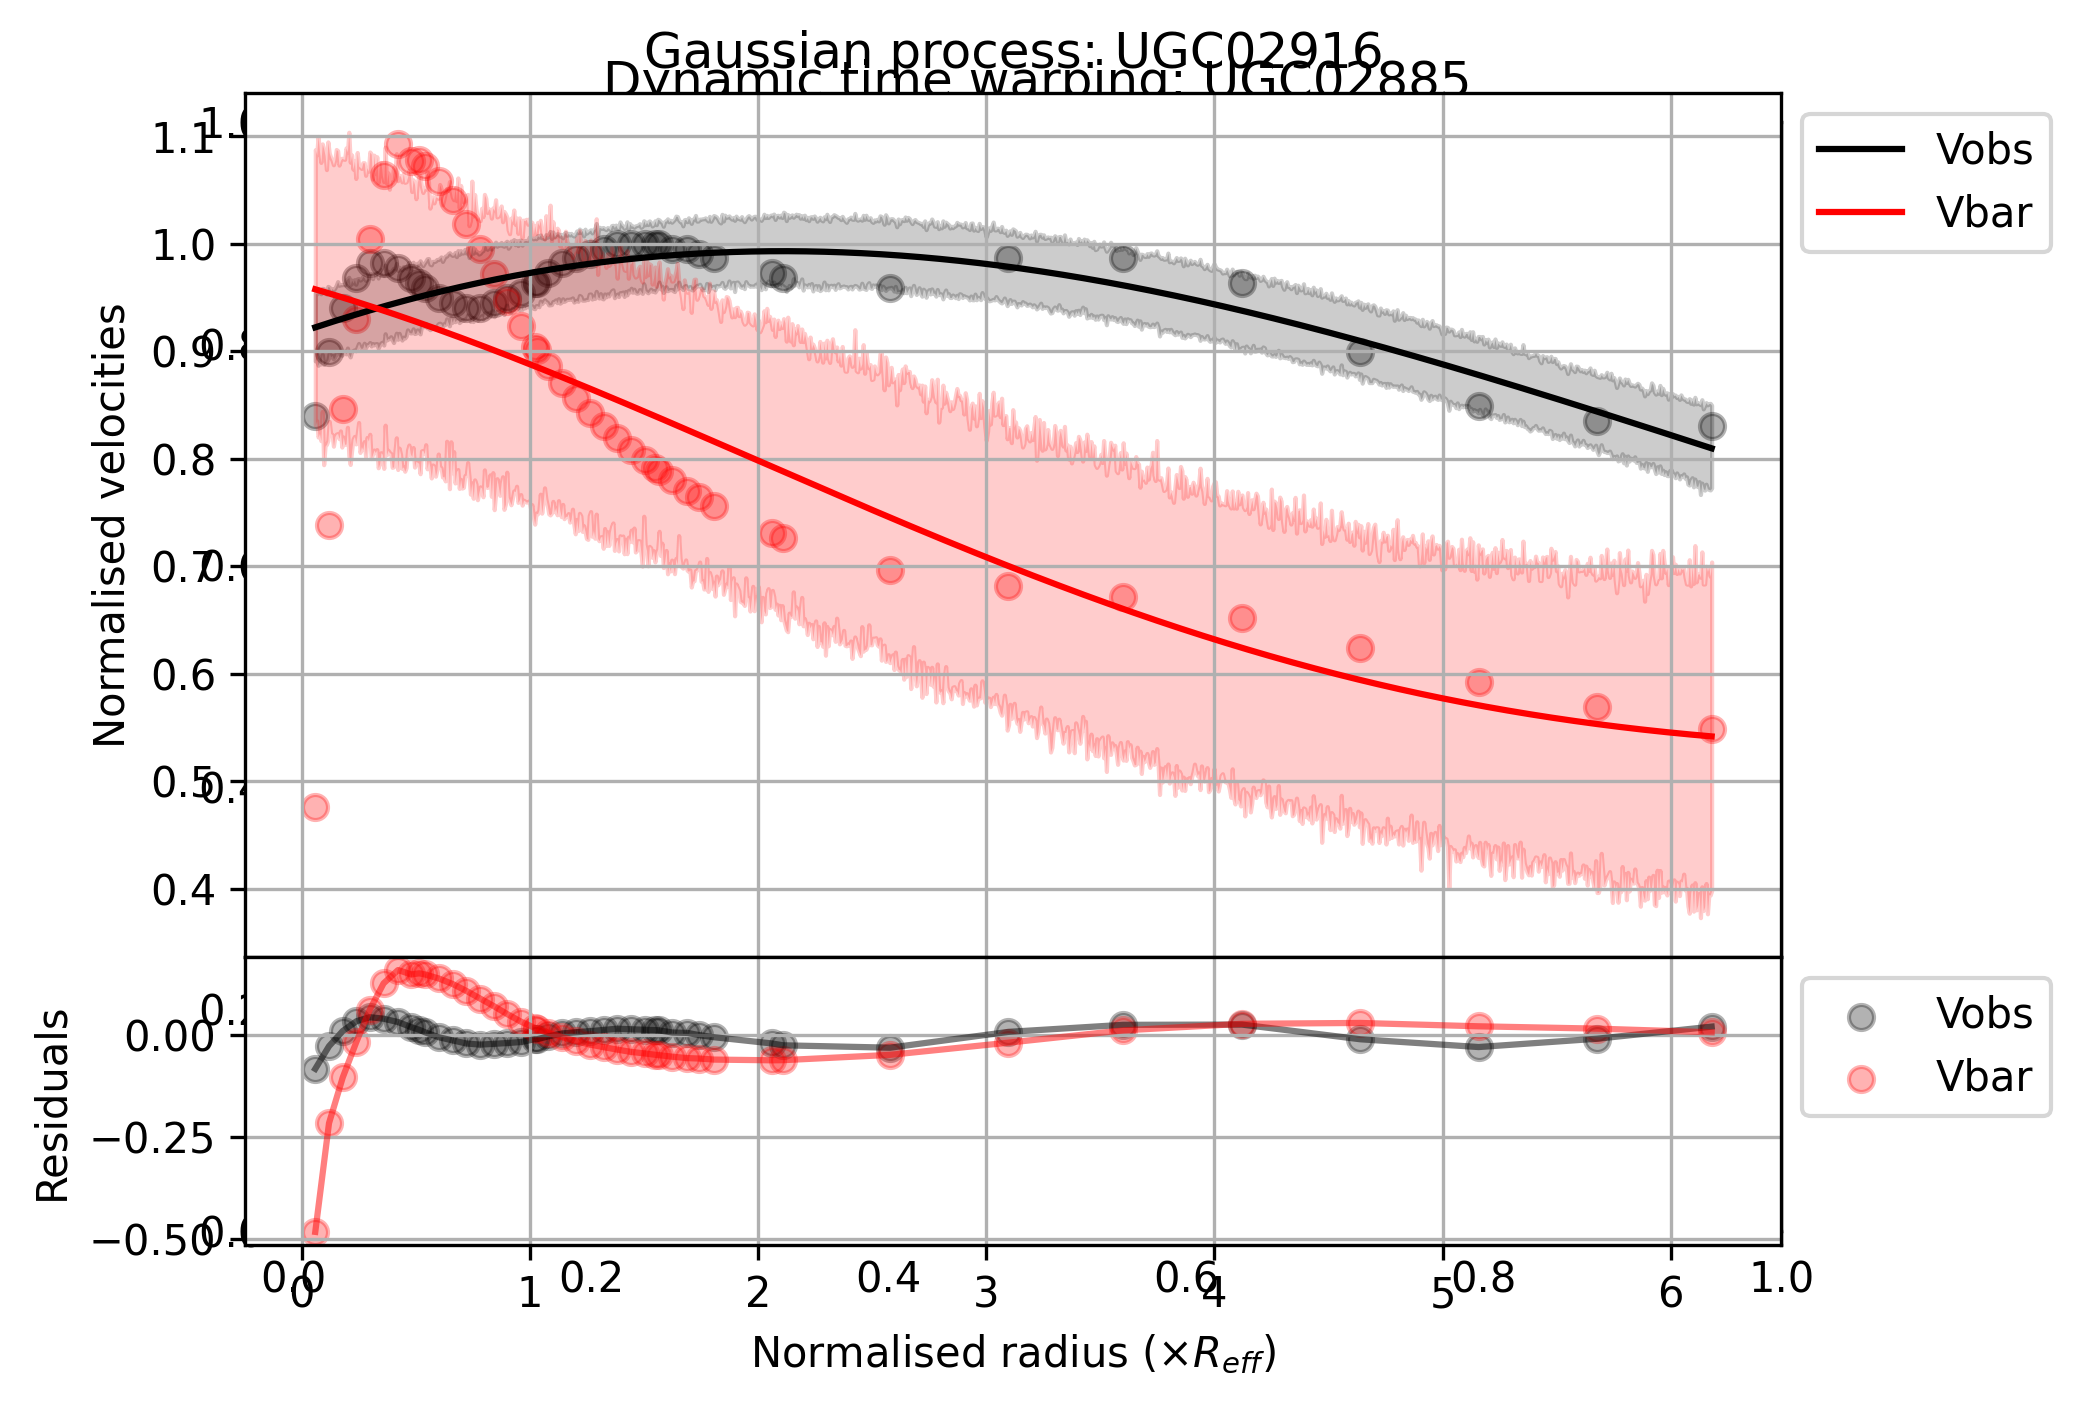 Gaussian process: UGC02916
Dynamic time warping: UGC02885
Normalised velocities
1.1
1.0
0.9
0.8
0.7
0.6
0.5
0.4
Vobs
Vbar
Residuals
0.00
−0.25
−0.50
Vobs
Vbar
0.0 0.2 0.4 0.6 0.8 1.0
0 1 2 3 4 5 6
Normalised radius (×R_eff)